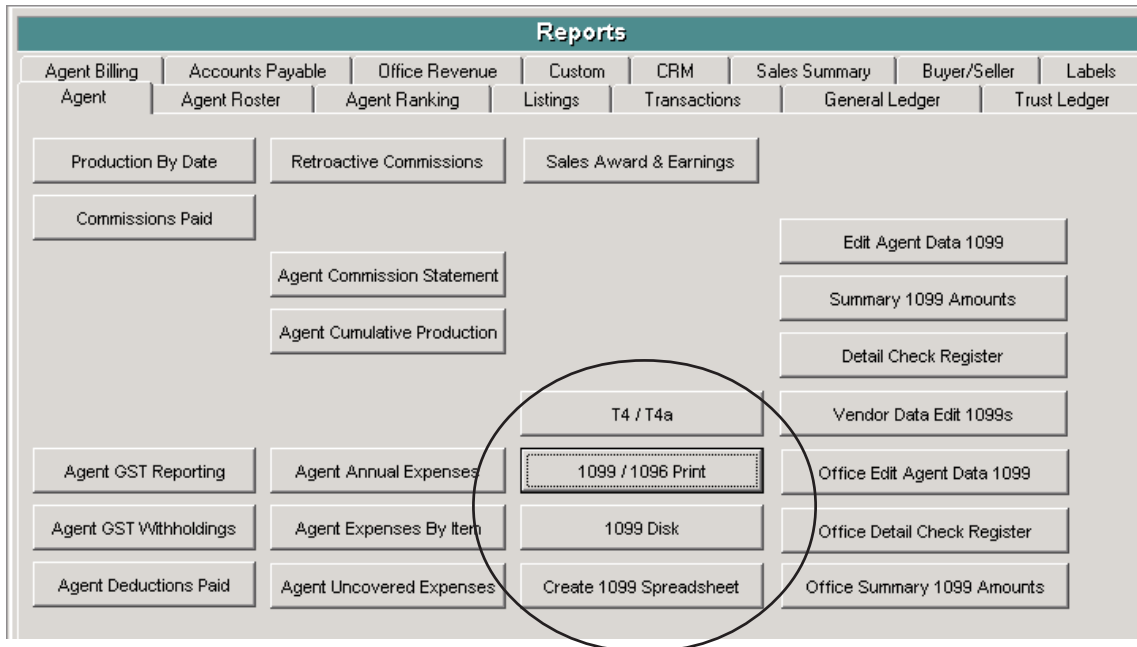 Reports
Agent Billing Accounts Payable Office Revenue Custom CRM Sales Summary Buyer/Seller Labels
Agent Agent Roster Agent Ranking Listings Transactions General Ledger Trust Ledger
Production By Date Retroactive Commissions Sales Award & Earnings
Commissions Paid
Edit Agent Data 1099
Agent Commission Statement
Summary 1099 Amounts
Agent Cumulative Production
Detail Check Register
T4 / T4a Vendor Data Edit 1099s
Agent GST Reporting Agent Annual Expenses 1099 / 1096 Print Office Edit Agent Data 1099
Agent GST Withholdings Agent Expenses By Item 1099 Disk Office Detail Check Register
Agent Deductions Paid Agent Uncovered Expenses Create 1099 Spreadsheet Office Summary 1099 Amounts